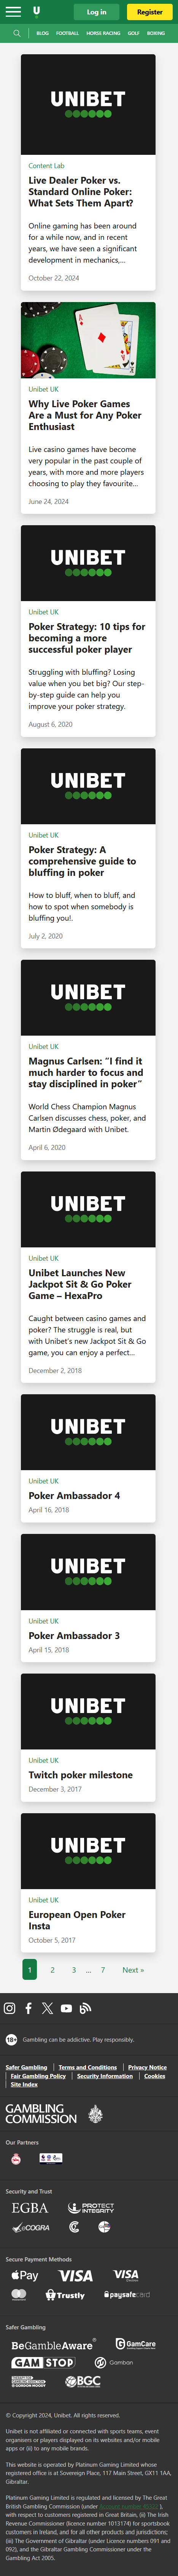 U
Log in
Register
BLOG FOOTBALL HORSE RACING GOLF BOXING
UNIBET
Content Lab
Live Dealer Poker vs.
Standard Online Poker:
What Sets Them Apart?
Online gaming has been around
for a while now, and in recent
years, we have seen a significant
development in mechanics,...
October 22, 2024
Unibet UK
Why Live Poker Games
Are a Must for Any Poker
Enthusiast
Live casino games have become
very popular in the past couple of
years, with more and more players
choosing to play they favourite...
June 24, 2024
UNIBET
Unibet UK
Poker Strategy: 10 tips for
becoming a more
successful poker player
Struggling with bluffing? Losing
value when you bet big? Our step-
by-step guide can help you
improve your poker strategy.
August 6, 2020
UNIBET
Unibet UK
Poker Strategy: A
comprehensive guide to
bluffing in poker
How to bluff, when to bluff, and
how to spot when somebody is
bluffing you!.
July 2, 2020
UNIBET
Unibet UK
Magnus Carlsen: “I find it
much harder to focus and
stay disciplined in poker”
World Chess Champion Magnus
Carlsen discusses chess, poker, and
Martin Ødegaard with Unibet.
April 6, 2020
UNIBET
Unibet UK
Unibet Launches New
Jackpot Sit & Go Poker
Game – HexaPro
Caught between casino games and
poker? The struggle is real, but
with Unibet's new Jackpot Sit & Go
game, you can enjoy a perfect...
December 2, 2018
UNIBET
Unibet UK
Poker Ambassador 4
April 16, 2018
UNIBET
Unibet UK
Poker Ambassador 3
April 15, 2018
UNIBET
Unibet UK
Twitch poker milestone
December 3, 2017
UNIBET
Unibet UK
European Open Poker
Insta
October 5, 2017
1 2 3 … 7 Next »
18+ Gambling can be addictive. Play responsibly.
Safer Gambling | Terms and Conditions | Privacy Notice
| Fair Gambling Policy | Security Information | Cookies
| Site Index
GAMBLING
COMMISSION
Our Partners
Security and Trust
EGBA PROTECT INTEGRITY
eCOGRA
Secure Payment Methods
Pay VISA VISA
Trustly paysafecard
Safer Gambling
BeGambleAware GamCare
GAMSTOP Gamban
BGC
© Copyright 2024, Unibet. All rights reserved.
Unibet is not affiliated or connected with sports teams, event
organisers or players displayed on its websites and/or mobile
apps or (ii) to any mobile brands.
This website is operated by Platinum Gaming Limited whose
registered office is at Sovereign Place, 117 Main Street, GX11 1AA,
Gibraltar.
Platinum Gaming Limited is regulated and licensed by The Great
British Gambling Commission (under
), in
respect to customers registered in Great Britain, (ii) The Irish
Revenue Commissioner (licence number 1013174) for sportsbook
customers in Ireland, and for all other products and jurisdictions;
(iii) The Government of Gibraltar (under Licence numbers 091 and
092), and the Gibraltar Gambling Commissioner under the
Gambling Act 2005.